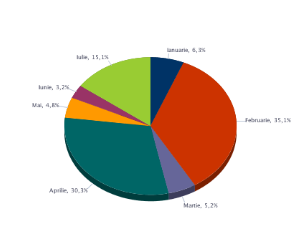 Ianuarie, 6,3%
Iulie, 15,1%
Iunie, 3,2%
Mai, 4,8%
Februarie, 35,1%
Aprilie, 30,3%
Martie, 5,2%